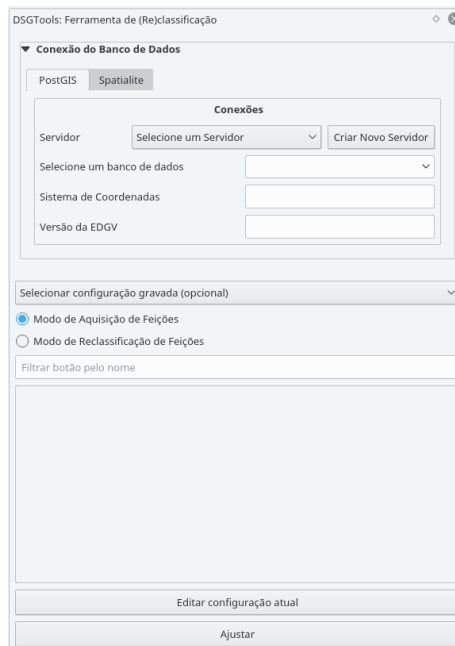 DSGTools: Ferramenta de (Re)classificação
Conexão do Banco de Dados
PostGIS Spatialite
Conexões
Servidor Selecione um Servidor Criar Novo Servidor
Selecione um banco de dados
Sistema de Coordenadas
Versão da EDGV
Selecionar configuração gravada (opcional)
Modo de Aquisição de Feições
Modo de Reclassificação de Feições
Filtrar botão pelo nome
Editar configuração atual
Ajustar